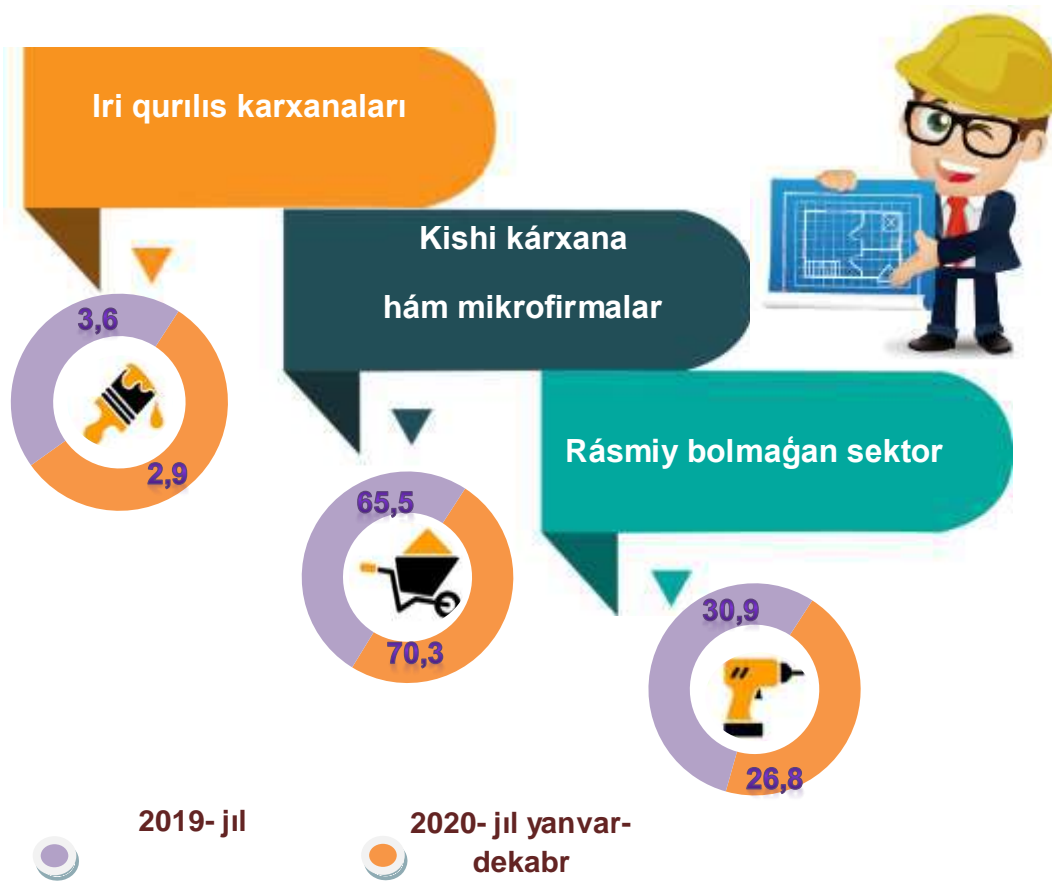 Iri qurılıs karxanaları
Kishi kárxana
hám mikrofirmalar
Rásmiy bolmaģan sektor
3,6
2,9
65,5
70,3
30,9
26,8
2019- jıl
2020- jıl yanvar-
dekabr